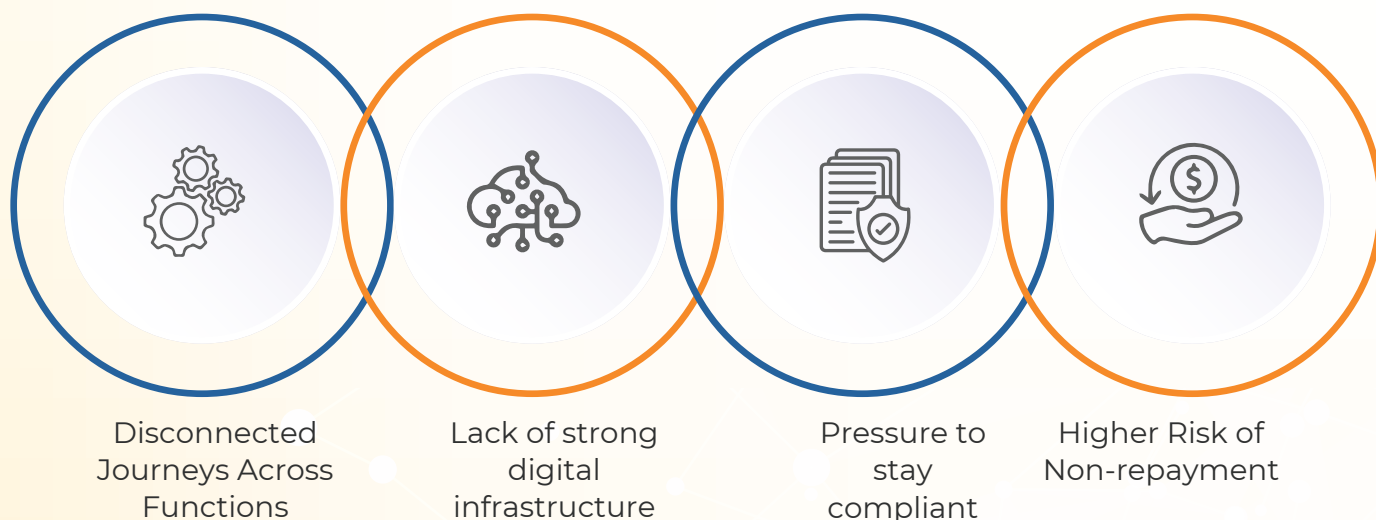 Disconnected
Journeys Across
Functions
Lack of strong
digital
infrastructure
Pressure to
stay
compliant
Higher Risk of
Non-repayment